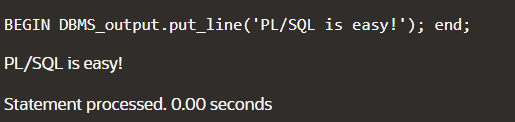 BEGIN DBMS_output.put_line('PL/SQL is easy!'); end;
PL/SQL is easy!
Statement processed. 0.00 seconds